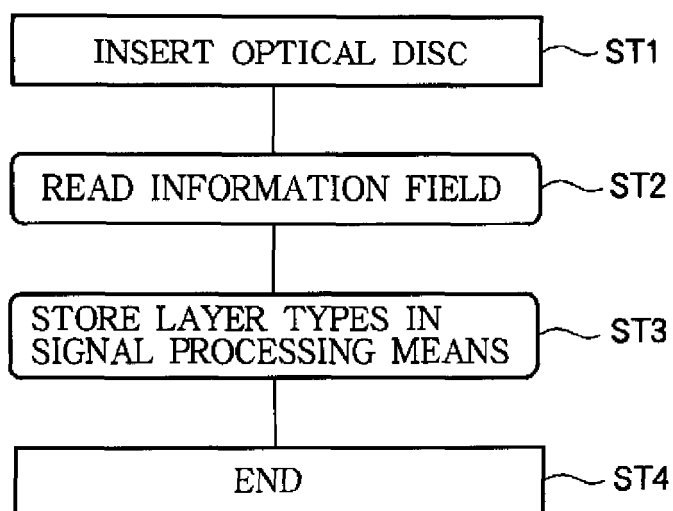 INSERT OPTICAL DISC ST1
READ INFORMATION FIELD ST2
STORE LAYER TYPES IN
SIGNAL PROCESSING MEANS ST3
END ST4